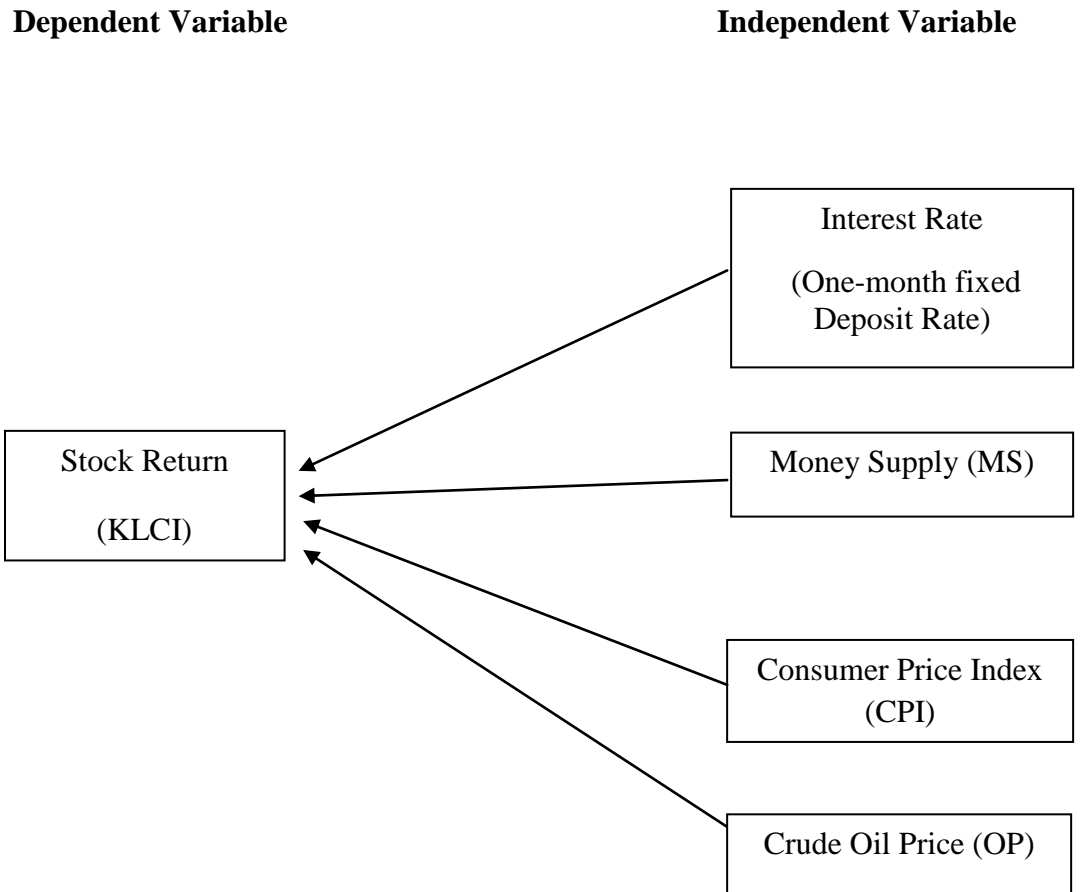 Dependent Variable
Independent Variable
Interest Rate
(One-month fixed
Deposit Rate)
Stock Return
(KLCI)
Money Supply (MS)
Consumer Price Index
(CPI)
Crude Oil Price (OP)